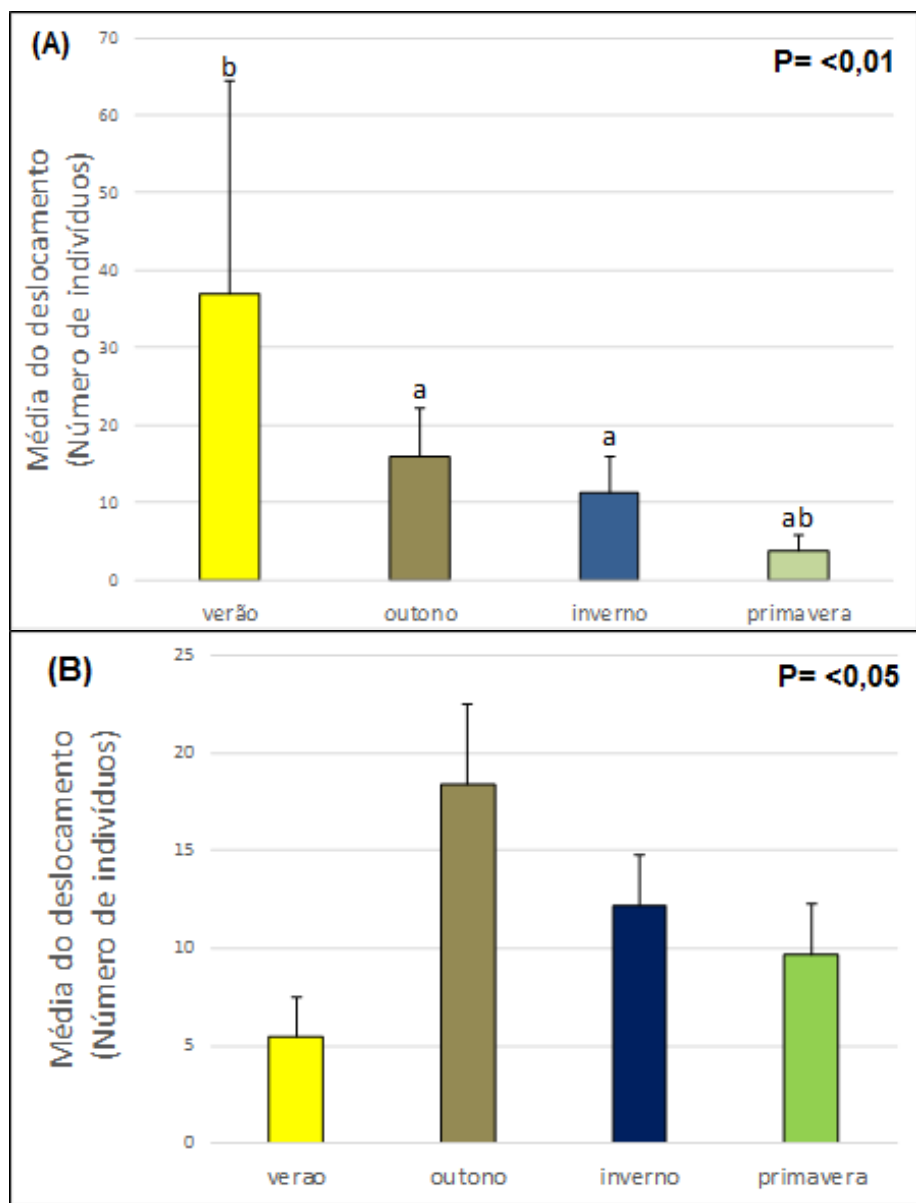 (A)
P= <0,01
Média do deslocamento
(Número de indivíduos)
70
60
50
40
30
20
10
0
b
a
a
ab
verão
outono
inverno
primavera
(B)
P= <0,05
Média do deslocamento
(Número de indivíduos)
25
20
15
10
5
0
verao
outono
inverno
primavera